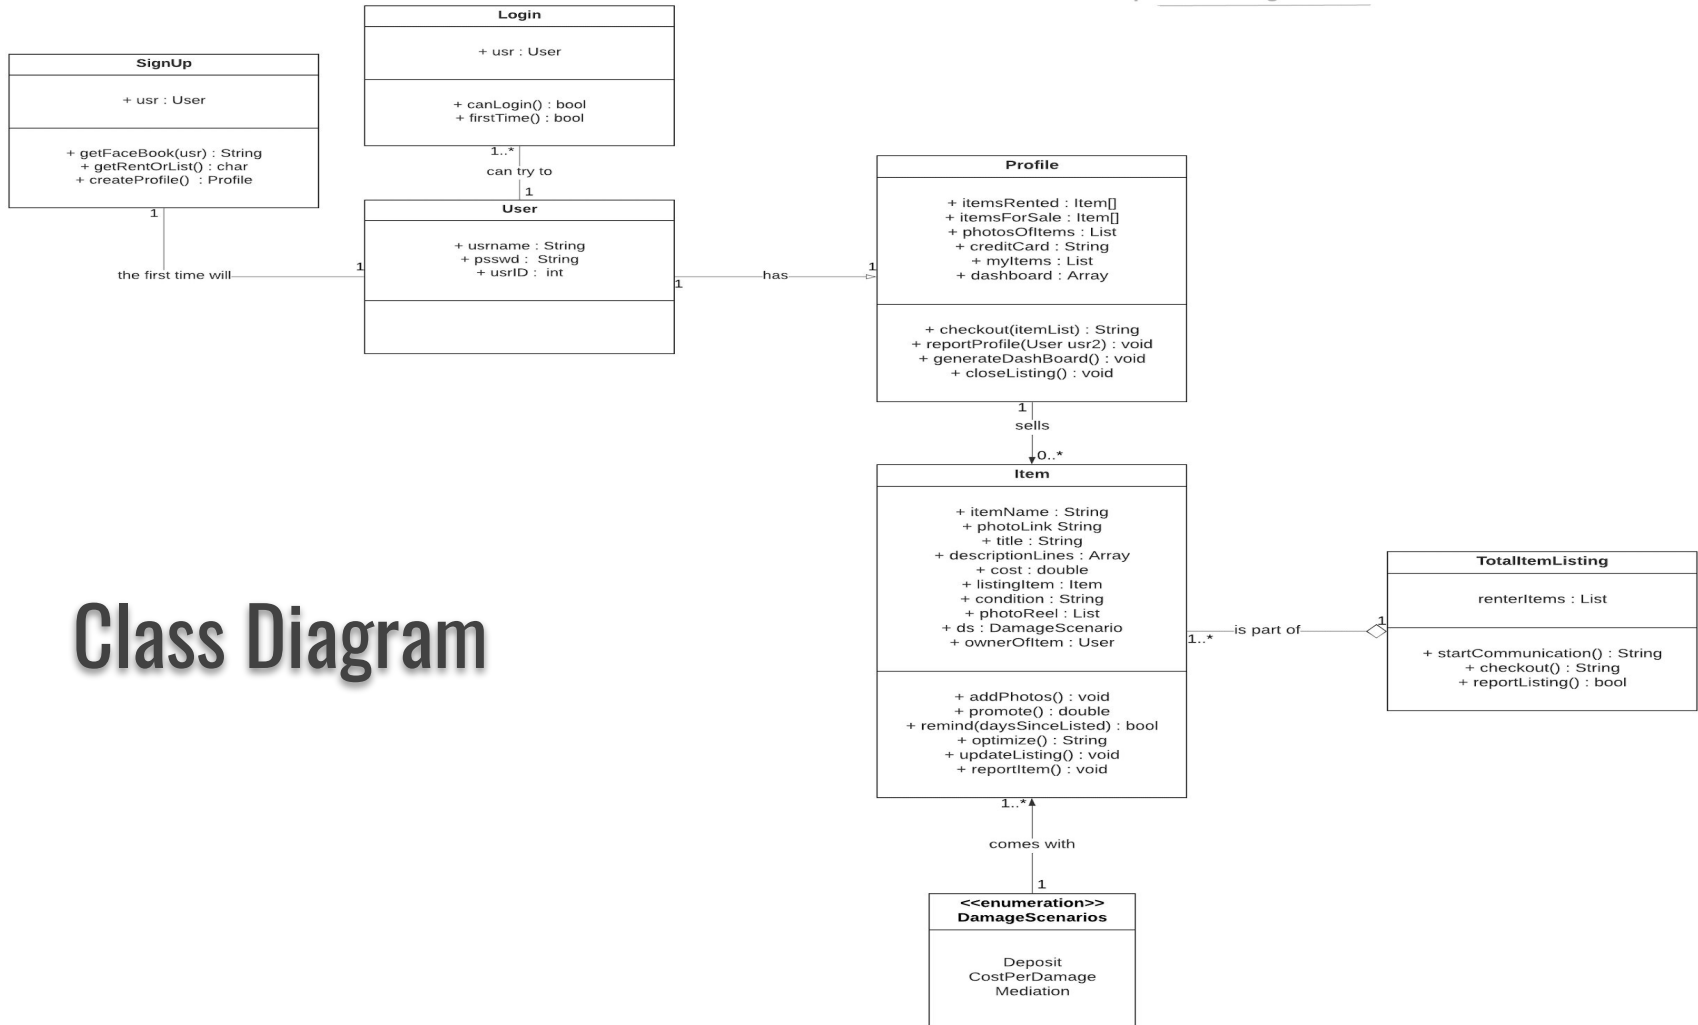 Login
+ usr : User
+ canLogin() : bool
+ firstTime() : bool
1..*
can try to
1
SignUp
+ usr : User
+ getFaceBook(usr) : String
+ getRentOrList() : char
+ createProfile()  : Profile
1
the first time will
1
User
+ usrname : String
+ psswd :  String
+ usrID :  int
1
has
1
Profile
+ itemsRented : Item[]
+ itemsForSale : Item[]
+ photosOfItems : List
+ creditCard : String
+ myItems : List
+ dashboard : Array
+ checkout(itemList) : String
+ reportProfile(User usr2) : void
+ generateDashBoard() : void
+ closeListing() : void
1
sells
0..*
Item
+ itemName : String
+ photoLink String
+ title : String
+ descriptionLines : Array
+ cost : double
+ listingItem : Item
+ condition : String
+ photoReel : List
+ ds : DamageScenario
+ ownerOfItem : User
+ addPhotos() : void
+ promote() : double
+ remind(daysSinceListed) : bool
+ optimize() : String
+ updateListing() : void
+ reportItem() : void
1..*
is part of
1
TotalItemListing
renterItems : List
+ startCommunication() : String
+ checkout() : String
+ reportListing() : bool
Class Diagram
1..*
comes with
1
<<enumeration>>
DamageScenarios
Deposit
CostPerDamage
Mediation